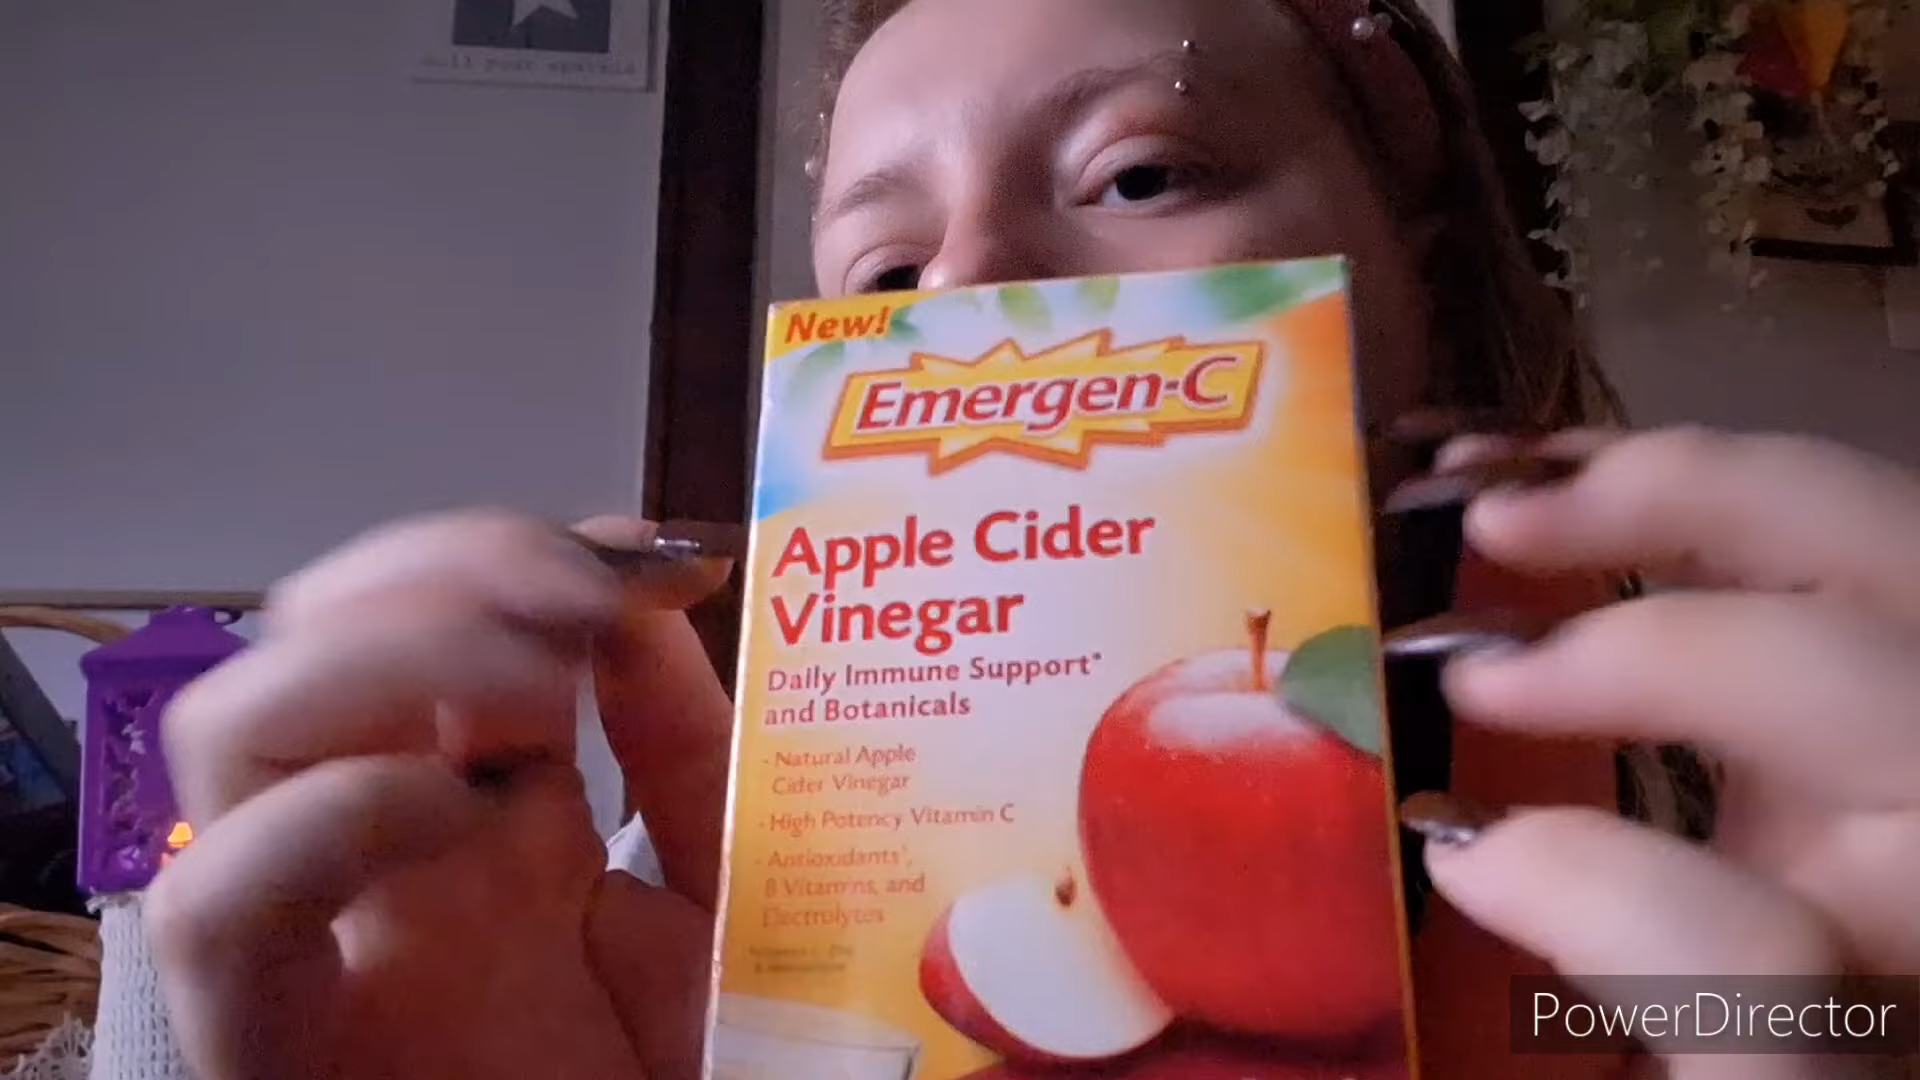 New!
Emergen-C
Apple Cider
Vinegar
Daily Immune Support*
and Botanicals
- Natural Apple
Cider Vinegar
- High Potency Vitamin C
- Antioxidants†,
8 Vitamins, and
Electrolytes
PowerDirector